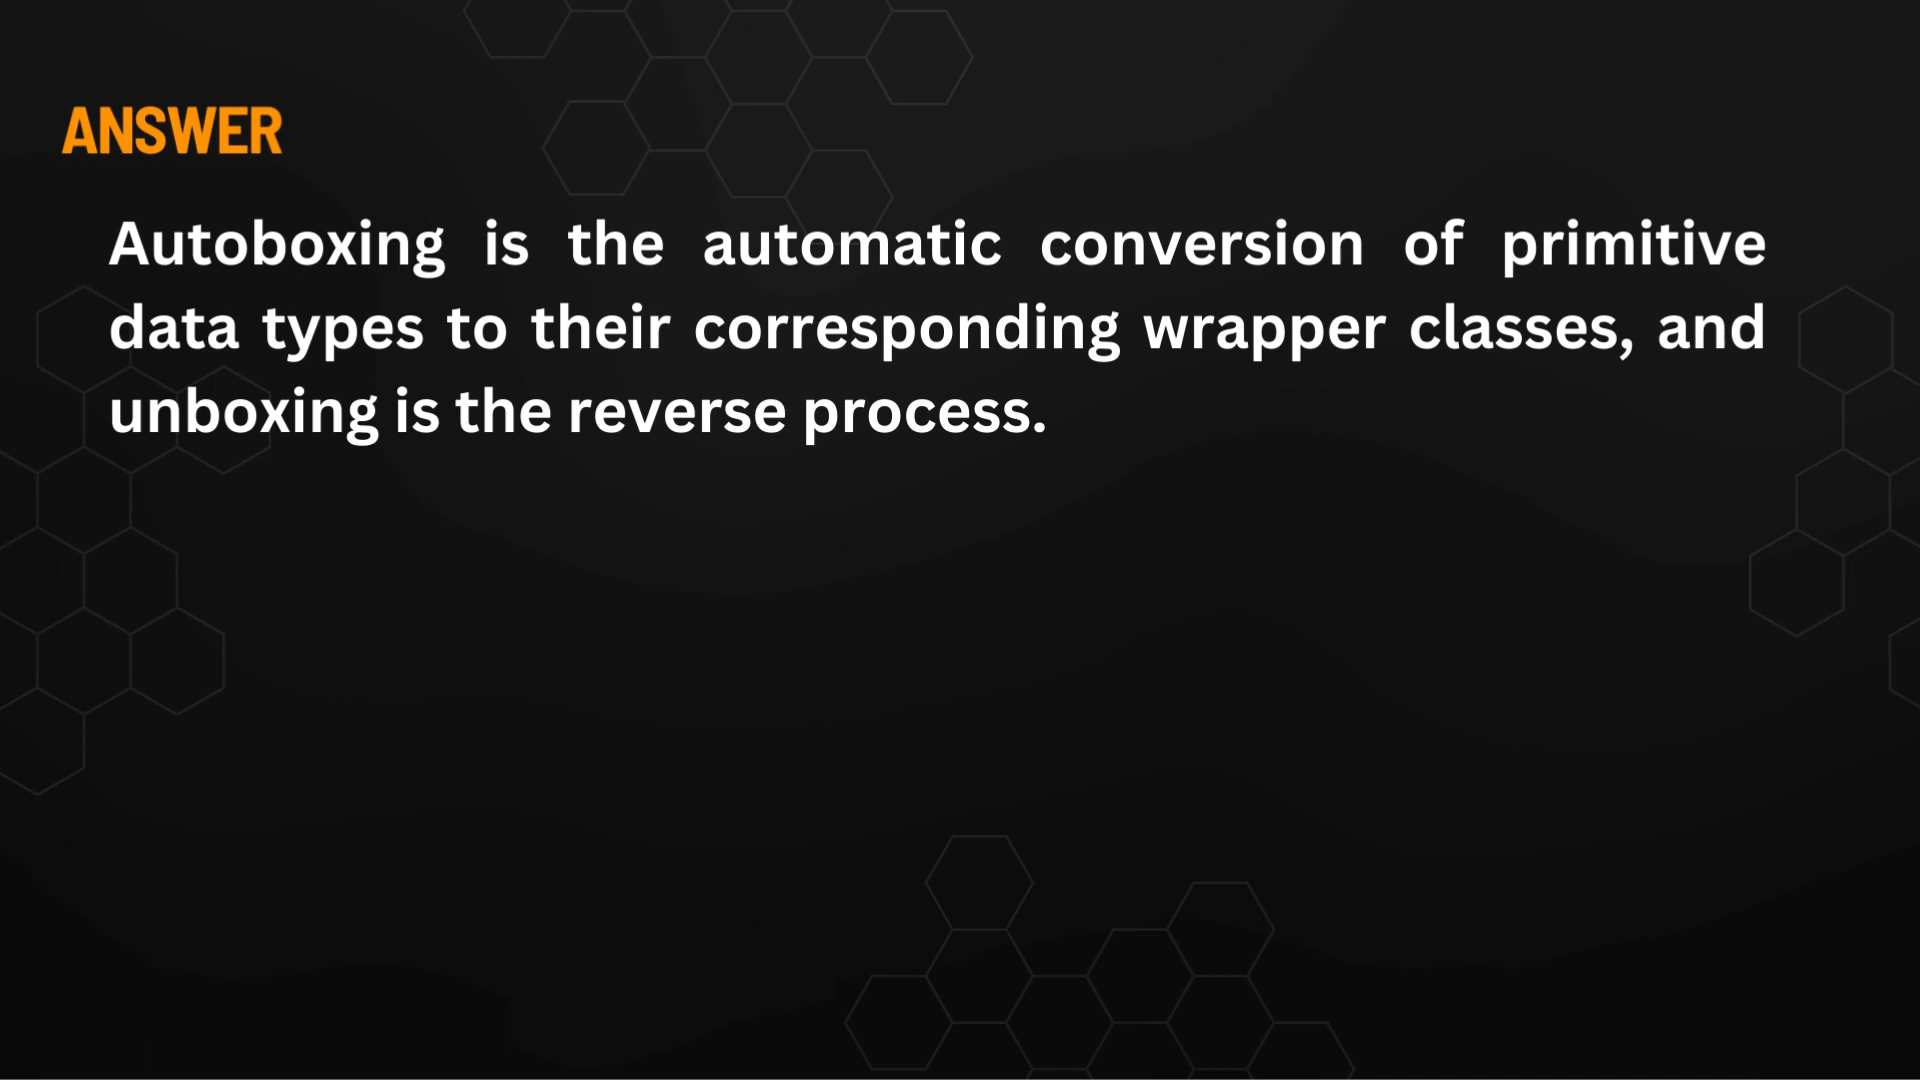 ANSWER
Autoboxing is the automatic conversion of primitive
data types to their corresponding wrapper classes, and
unboxing is the reverse process.